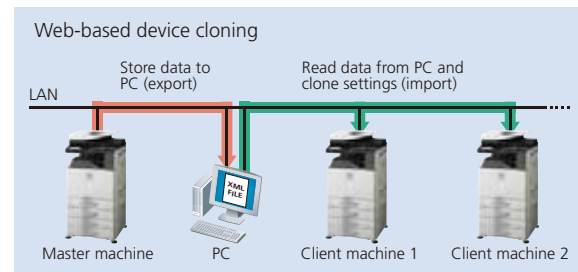 Web-based device cloning
Store data to
PC (export)
Read data from PC and
clone settings (import)
LAN
XML
FILE
Master machine
PC
Client machine 1
Client machine 2